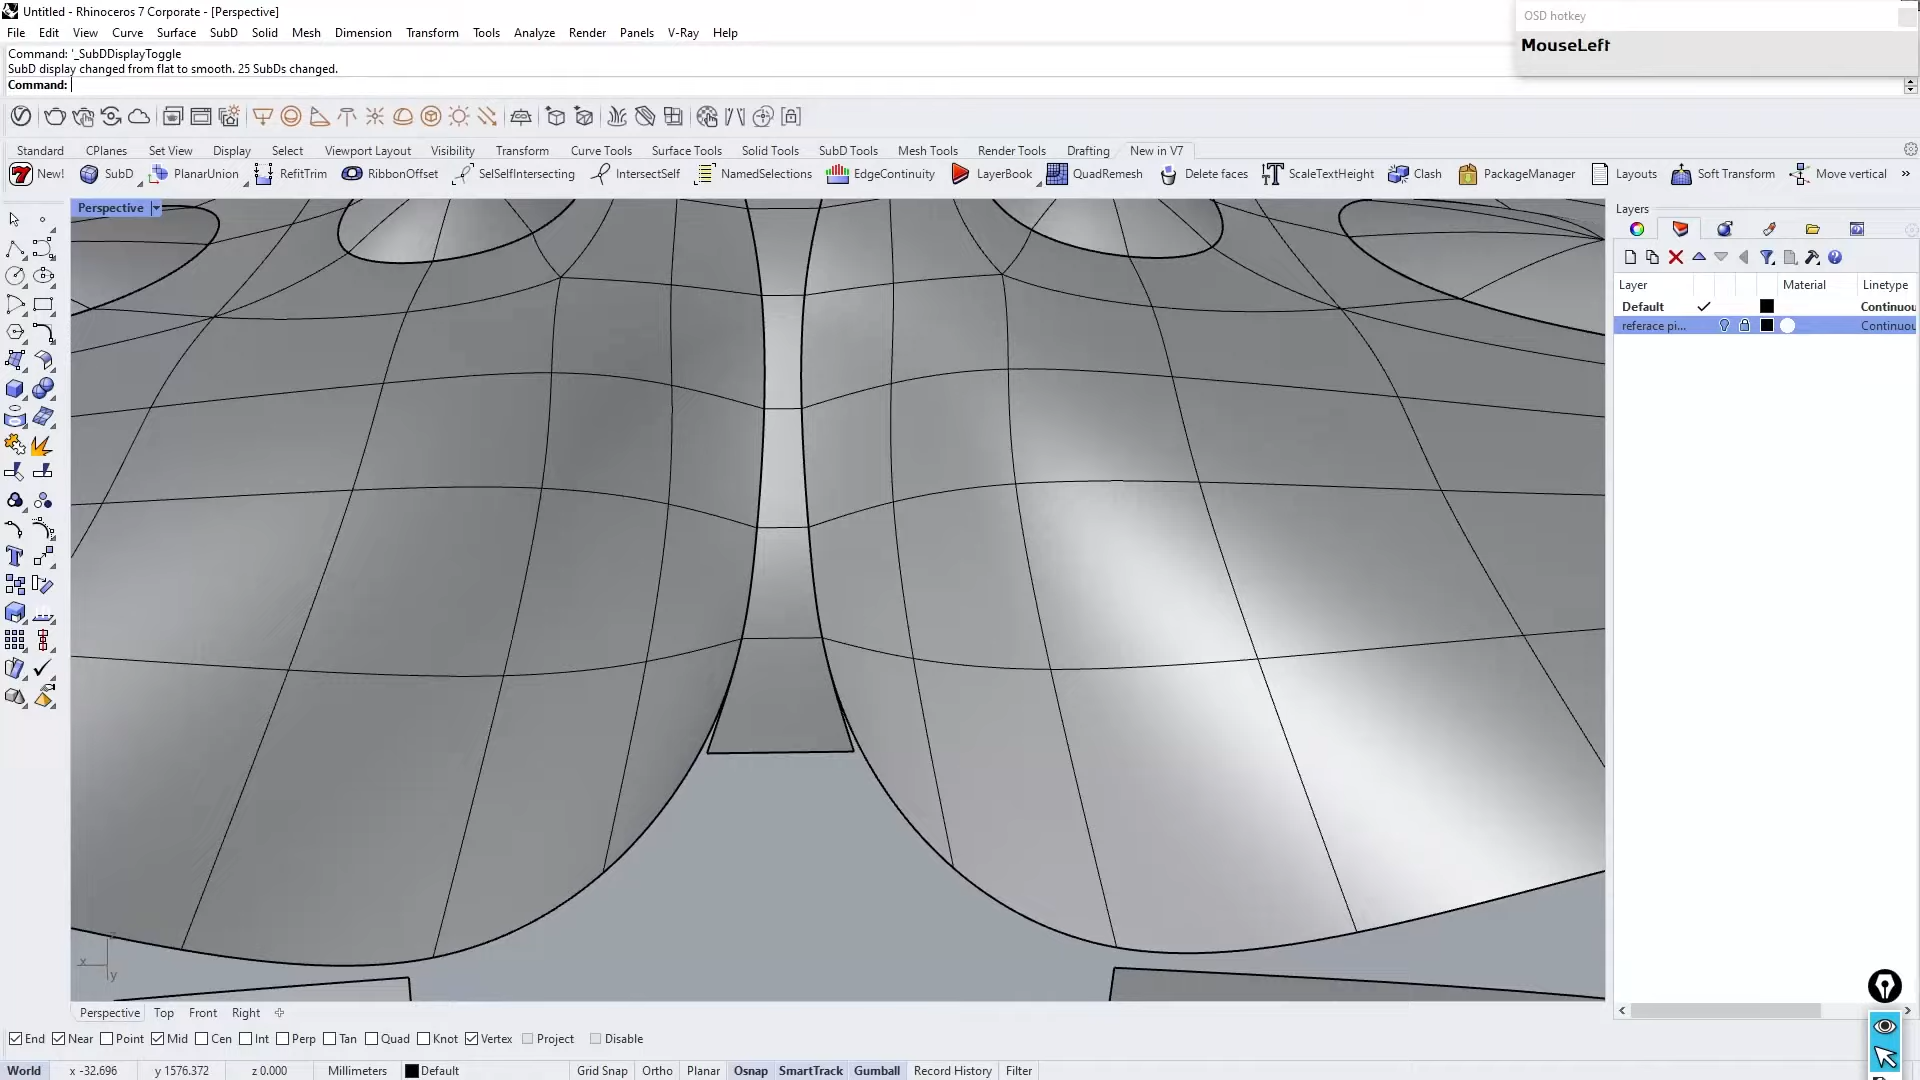 Untitled - Rhinoceros 7 Corporate - [Perspective]
OSD hotkey
File Edit View Curve Surface SubD Solid Mesh Dimension Transform Tools Analyze Render Panels V-Ray Help
MouseLeft
Command: '_SubDDisplayToggle
SubD display changed from flat to smooth. 25 SubDs changed.
Command:
Standard CPlanes Set View Display Select Viewport Layout Visibility Transform Curve Tools Surface Tools Solid Tools SubD Tools Mesh Tools Render Tools Drafting New in V7
7 New! SubD PlanarUnion RefitTrim RibbonOffset SelSelfIntersecting IntersectSelf NamedSelections EdgeContinuity LayerBook QuadRemesh Delete faces ScaleTextHeight Clash PackageManager Layouts Soft Transform Move vertical »
Perspective
Layers
Layer Material Linetype
Default Continuou
referace pi... Continuou
z
x
y
Perspective Top Front Right
End Near Point Mid Cen Int Perp Tan Quad Knot Vertex Project Disable
World x -32.696 y 1576.372 z 0.000 Millimeters Default Grid Snap Ortho Planar Osnap SmartTrack Gumball Record History Filter